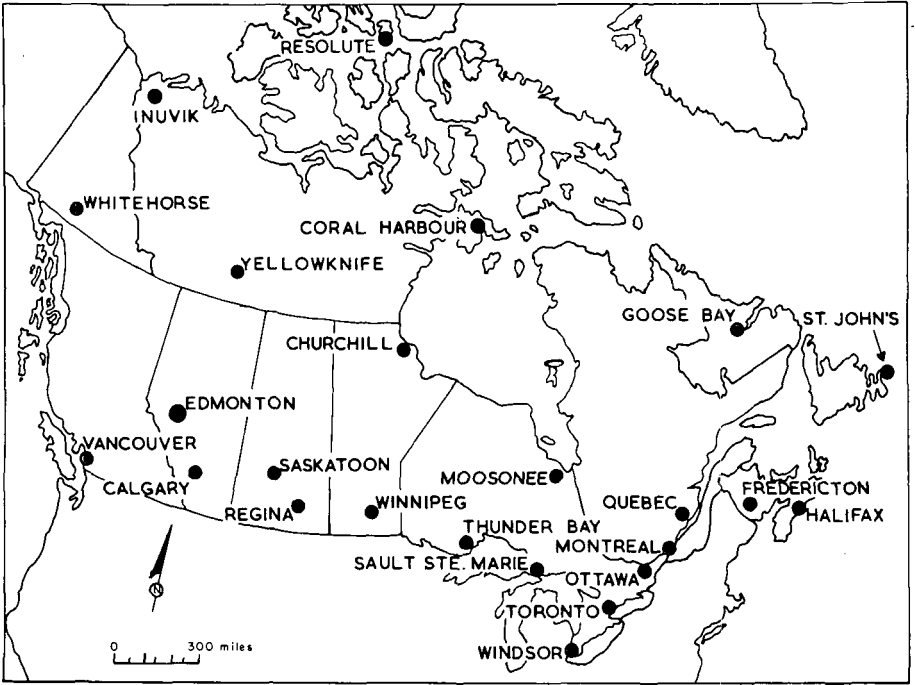 RESOLUTE
INUVIK
WHITEHORSE
CORAL HARBOUR
YELLOWKNIFE
GOOSE BAY
ST. JOHN'S
CHURCHILL
EDMONTON
VANCOUVER
SASKATOON
CALGARY
MOOSONEE
FREDERICTON
REGINA
WINNIPEG
QUEBEC
HALIFAX
THUNDER BAY
MONTREAL
SAULT STE. MARIE
OTTAWA
N
TORONTO
0 300 miles
WINDSOR